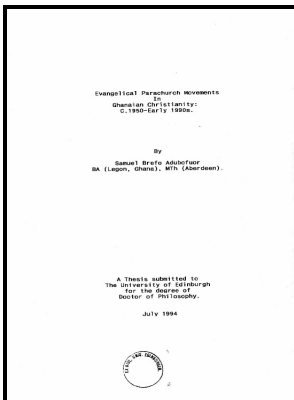 Evangelical Parachurch Movements
In
Ghanaian Christianity:
C.1950-Early 1990s.
By
Samuel Brefo Adubofuor
BA (Legon, Ghana), MTh (Aberdeen).
A Thesis submitted to
The University of Edinburgh
for the degree of
Doctor of Philosophy.
July 1994